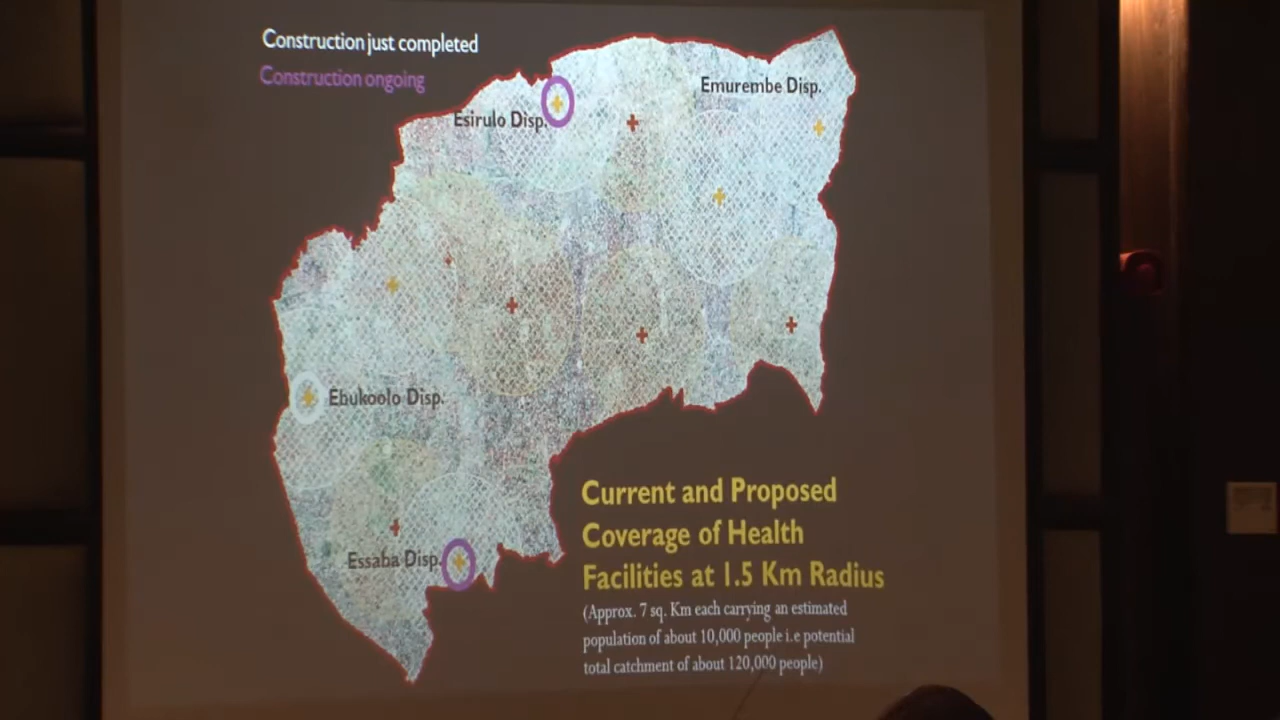 Construction just completed
Construction ongoing
Emurembe Disp.
Esirulo Disp.
Ebukoolo Disp.
Essaba Disp.
Current and Proposed
Coverage of Health
Facilities at 1.5 Km Radius
(Approx. 7 sq. Km each carrying an estimated
population of about 10,000 people i.e potential
total catchment of about 120,000 people)